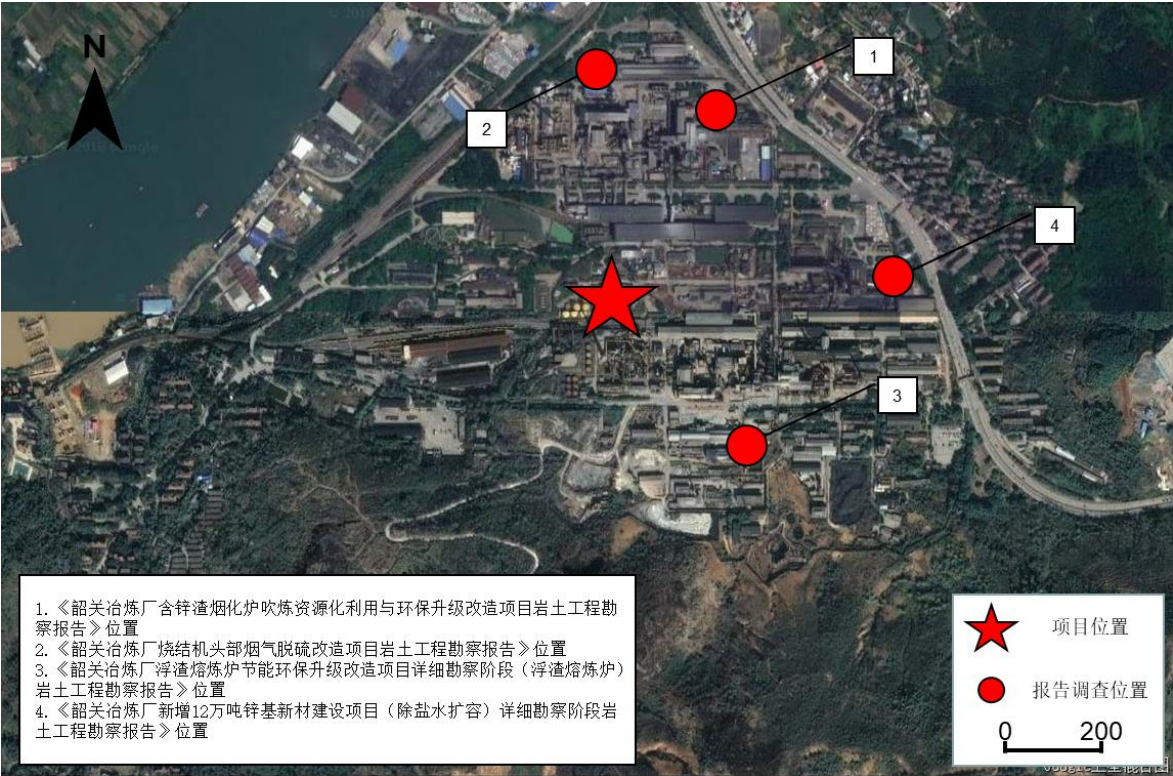 N
1
2
4
3
1. 《韶关冶炼厂含锌渣烟化炉吹炼资源化利用与环保升级改造项目岩土工程勘
察报告》位置
2. 《韶关冶炼厂烧结机头部烟气脱硫改造项目岩土工程勘察报告》位置
3. 《韶关冶炼厂浮渣熔炼炉节能环保升级改造项目详细勘察阶段（浮渣熔炼炉）
岩土工程勘察报告》位置
4. 《韶关冶炼厂新增12万吨锌基新材建设项目（除盐水扩容）详细勘察阶段岩
土工程勘察报告》位置
项目位置
报告调查位置
0 200